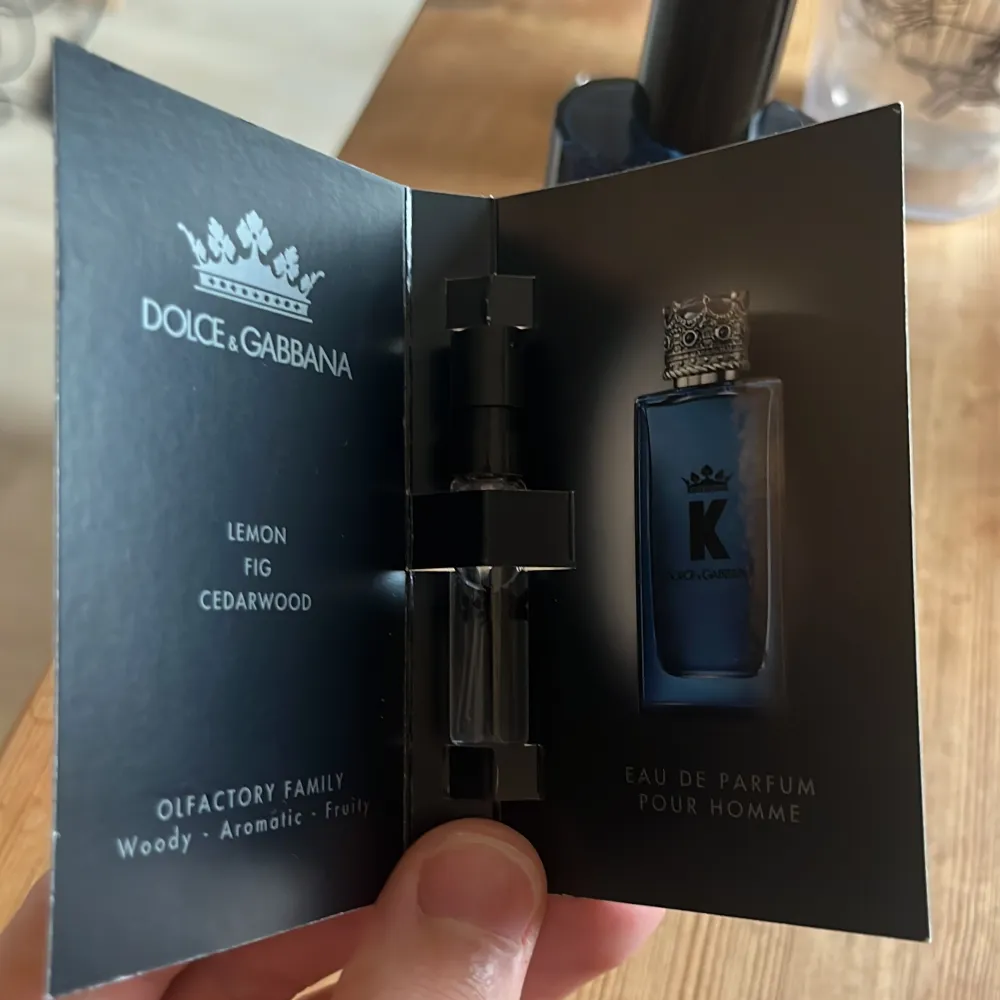 DOLCE & GABBANA
LEMON
FIG
CEDARWOOD
OLFACTORY FAMILY
Woody - Aromatic - Fruity
K
DOLCE & GABBANA
EAU DE PARFUM
POUR HOMME